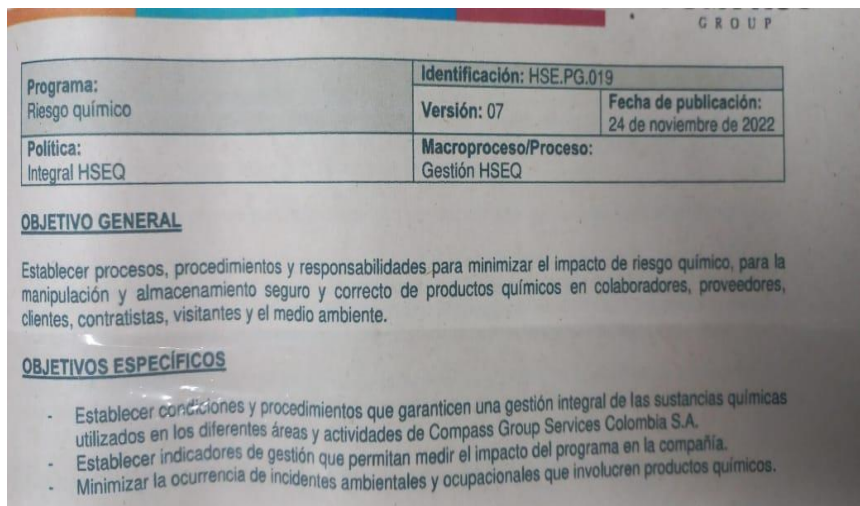 GROUP
Programa:
Riesgo químico
Identificación: HSE.PG.019
Versión: 07
Fecha de publicación:
24 de noviembre de 2022
Política:
Integral HSEQ
Macroproceso/Proceso:
Gestión HSEQ
OBJETIVO GENERAL
Establecer procesos, procedimientos y responsabilidades para minimizar el impacto de riesgo químico, para la
manipulación y almacenamiento seguro y correcto de productos químicos en colaboradores, proveedores,
clientes, contratistas, visitantes y el medio ambiente.
OBJETIVOS ESPECÍFICOS
- Establecer condiciones y procedimientos que garanticen una gestión integral de las sustancias químicas
utilizados en los diferentes áreas y actividades de Compass Group Services Colombia S.A.
- Establecer indicadores de gestión que permitan medir el impacto del programa en la compañía.
- Minimizar la ocurrencia de incidentes ambientales y ocupacionales que involucren productos químicos.